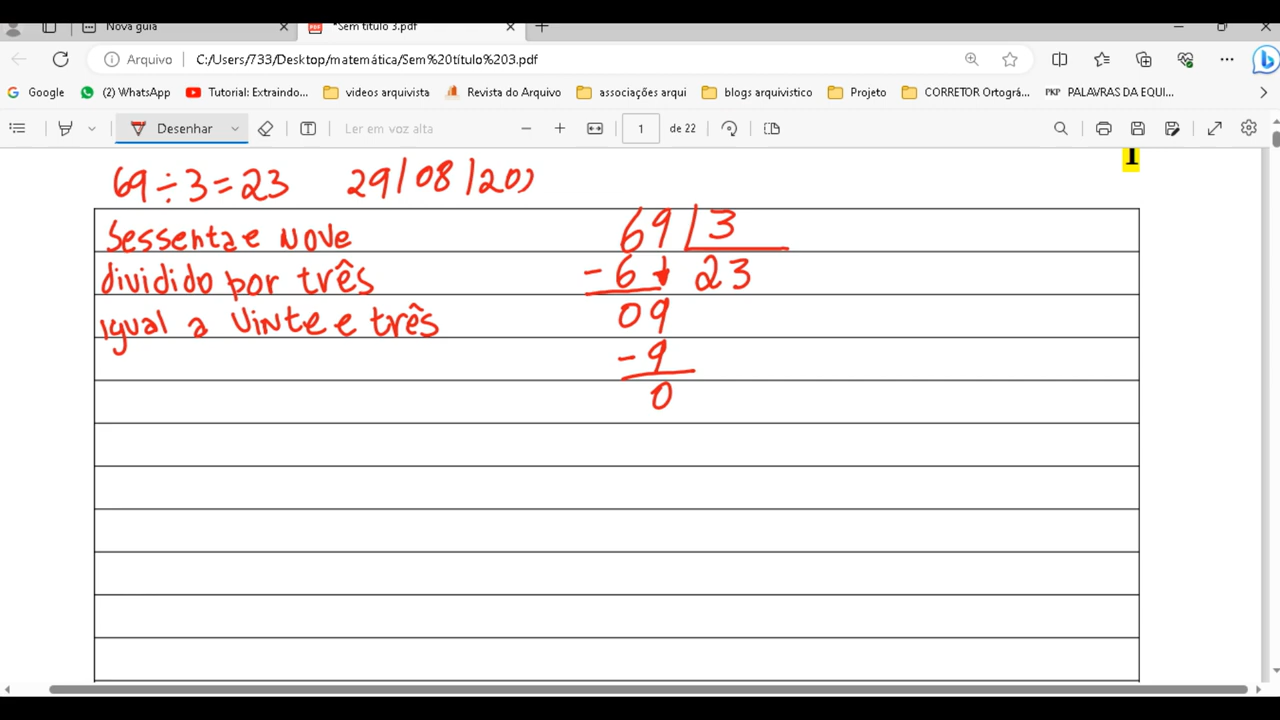 Nova guia
*Sem título 3.pdf
Arquivo C:/Users/733/Desktop/matemática/Sem%20título%203.pdf
Google (2) WhatsApp Tutorial: Extraindo... videos arquivista Revista do Arquivo associações arqui blogs arquivistico Projeto CORRETOR Ortográ... PKP PALAVRAS DA EQUI...
Desenhar Ler em voz alta 1 de 22
1
69÷3=23 29/08/20
Sessenta e Nove
dividido por três
igual a Vinte e três
69 3
-6 23
09
-9
0